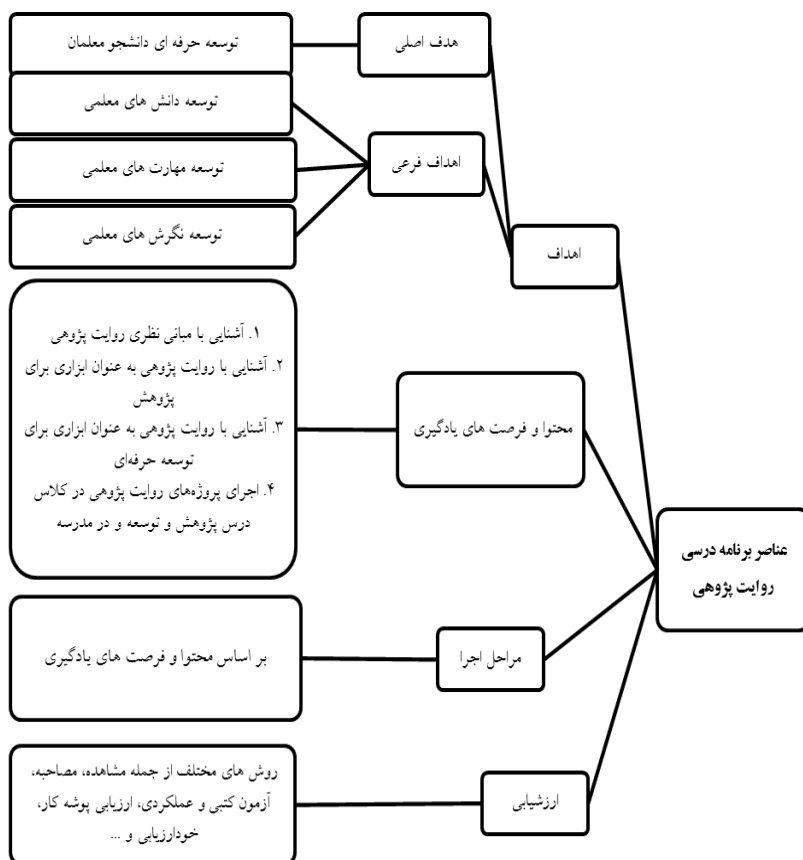 عناصر برنامه درسی
روایت پژوهی
اهداف
هدف اصلی
توسعه حرفه ای دانشجو معلمان
اهداف فرعی
توسعه دانش های معلمی
توسعه مهارت های معلمی
توسعه نگرش های معلمی
محتوا و فرصت های یادگیری
۱. آشنایی با مبانی نظری روایت پژوهی
۲. آشنایی با روایت پژوهی به عنوان ابزاری برای
پژوهش
۳. آشنایی با روایت پژوهی به عنوان ابزاری برای
توسعه حرفه‌ای
۴. اجرای پروژه‌های روایت پژوهی در کلاس
درس پژوهش و توسعه و در مدرسه
مراحل اجرا
بر اساس محتوا و فرصت های یادگیری
ارزشیابی
روش های مختلف از جمله مشاهده، مصاحبه،
آزمون کتبی و عملکردی، ارزیابی پوشه کار،
خودارزیابی و ...